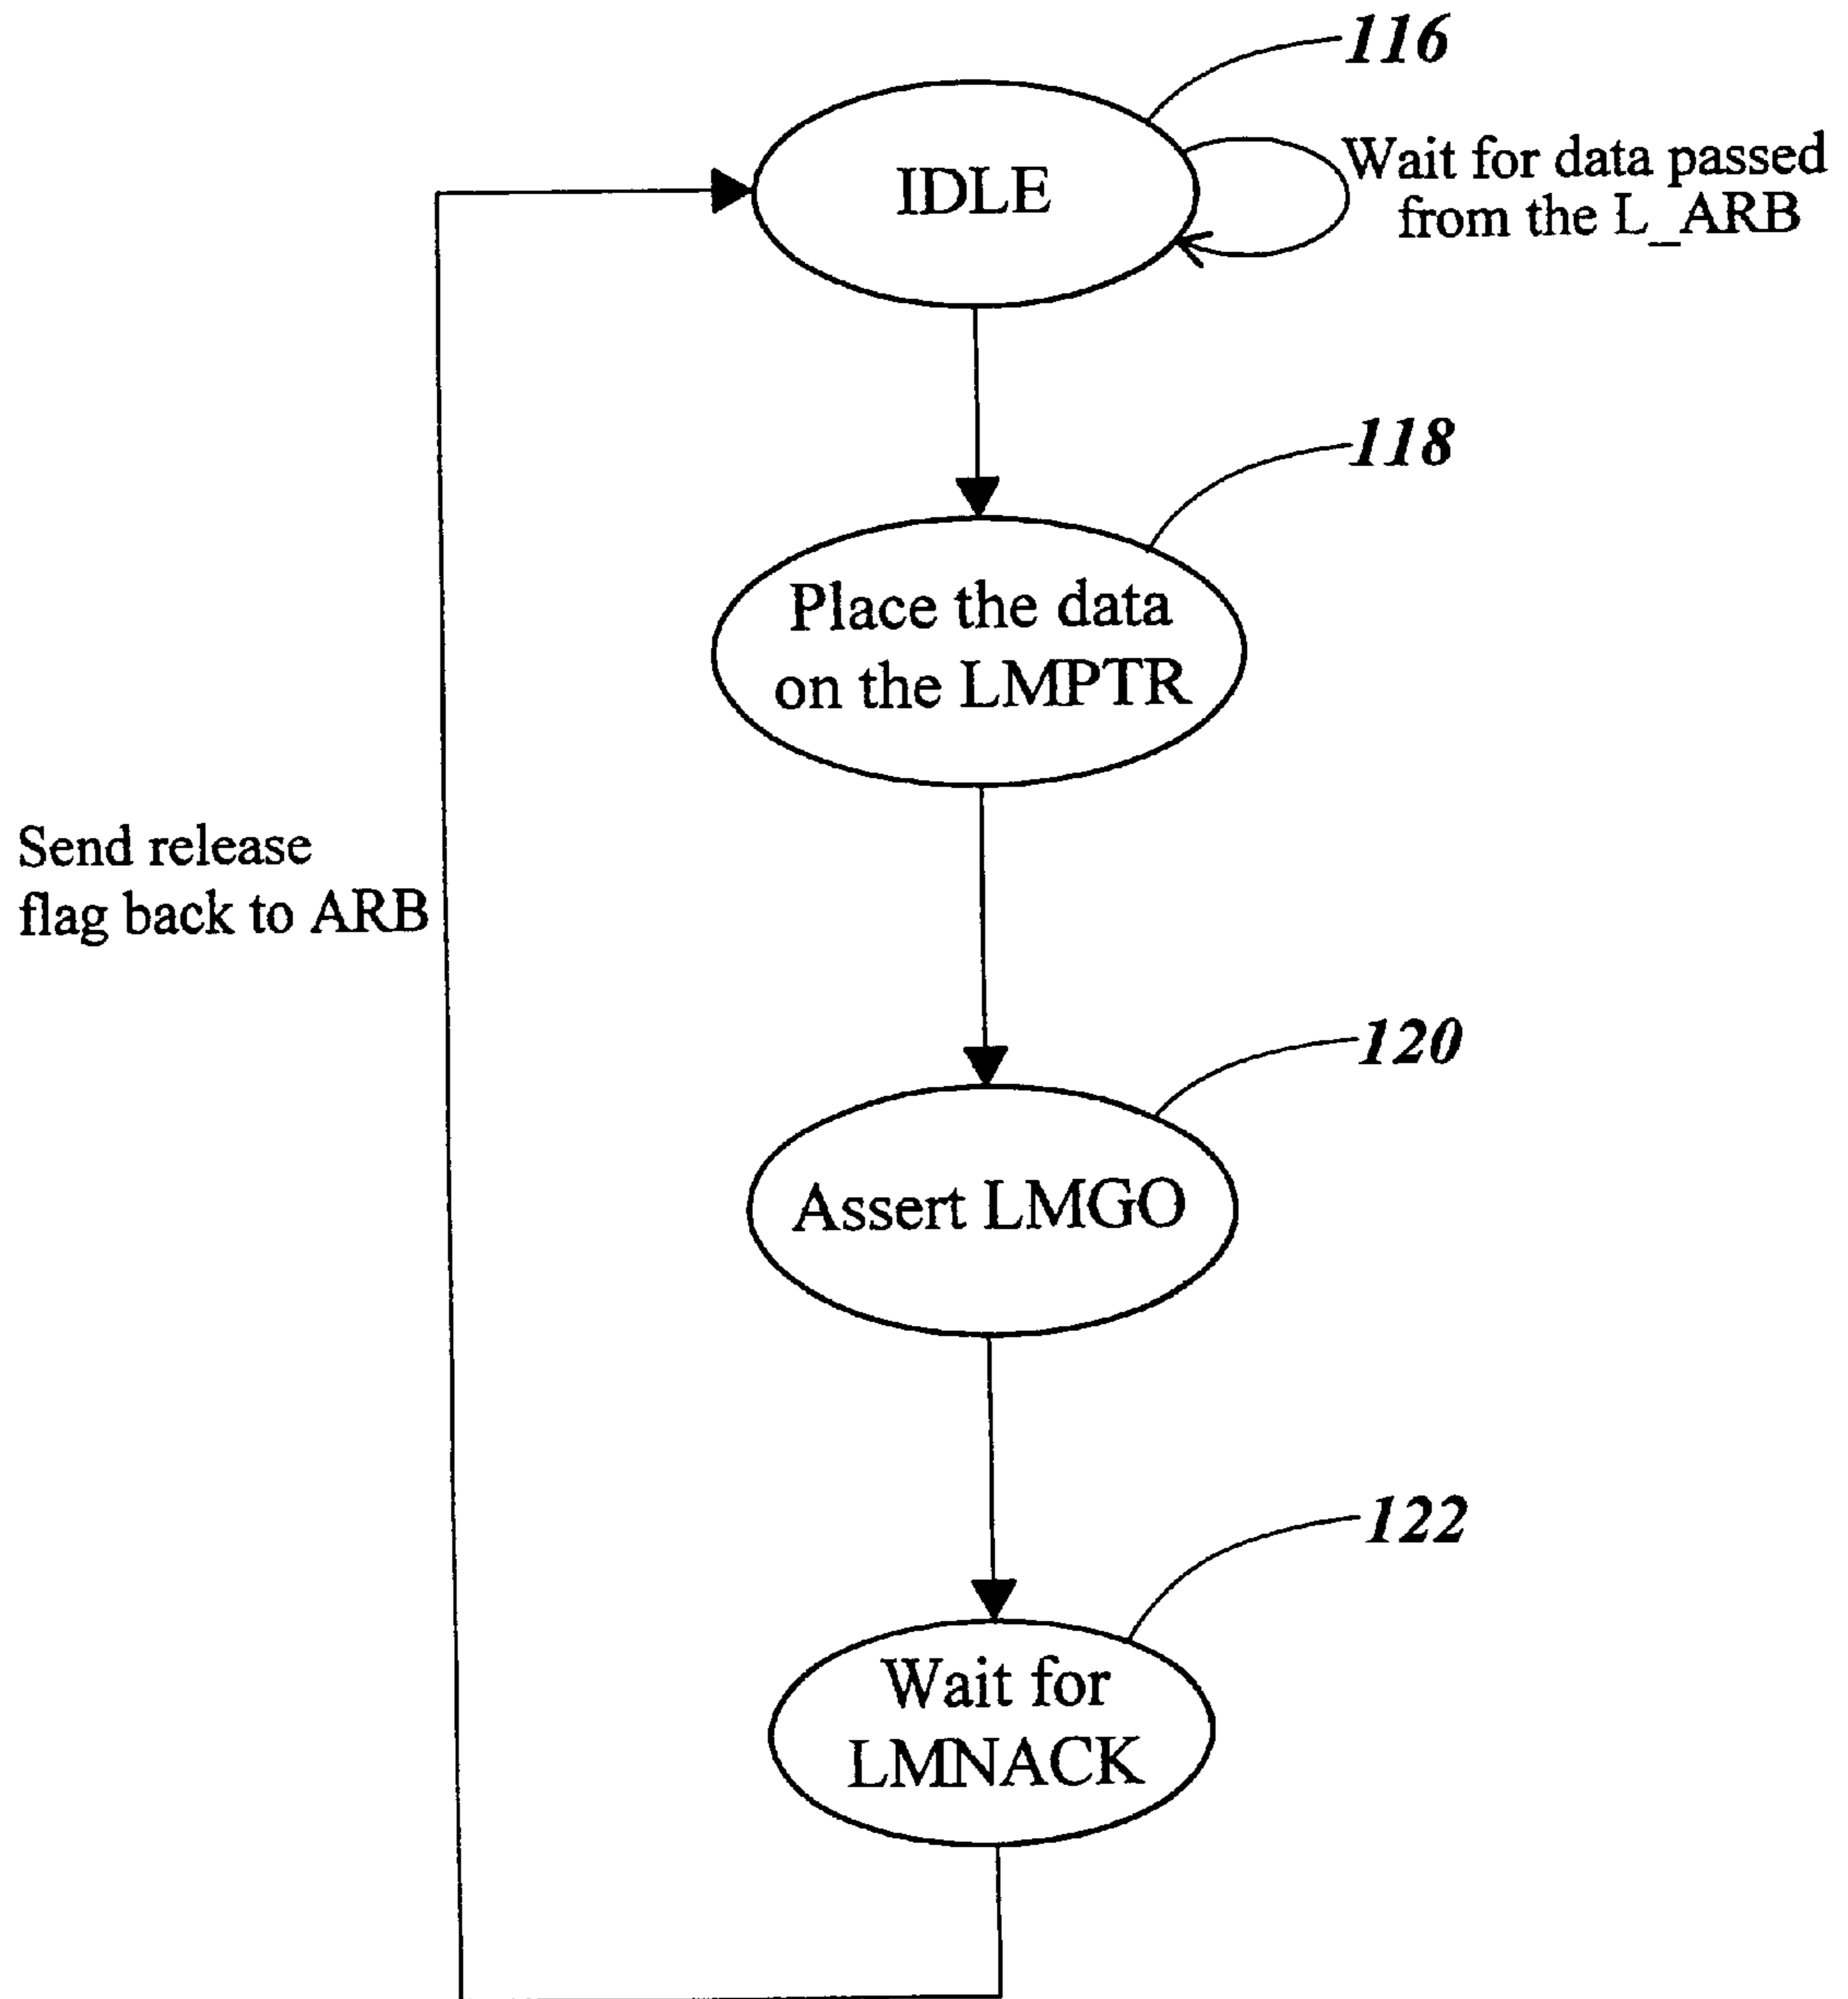 116
IDLE
Wait for data passed
from the L_ARB
118
Place the data
on the LMPTR
Send release
flag back to ARB
120
Assert LMGO
122
Wait for
LMNACK